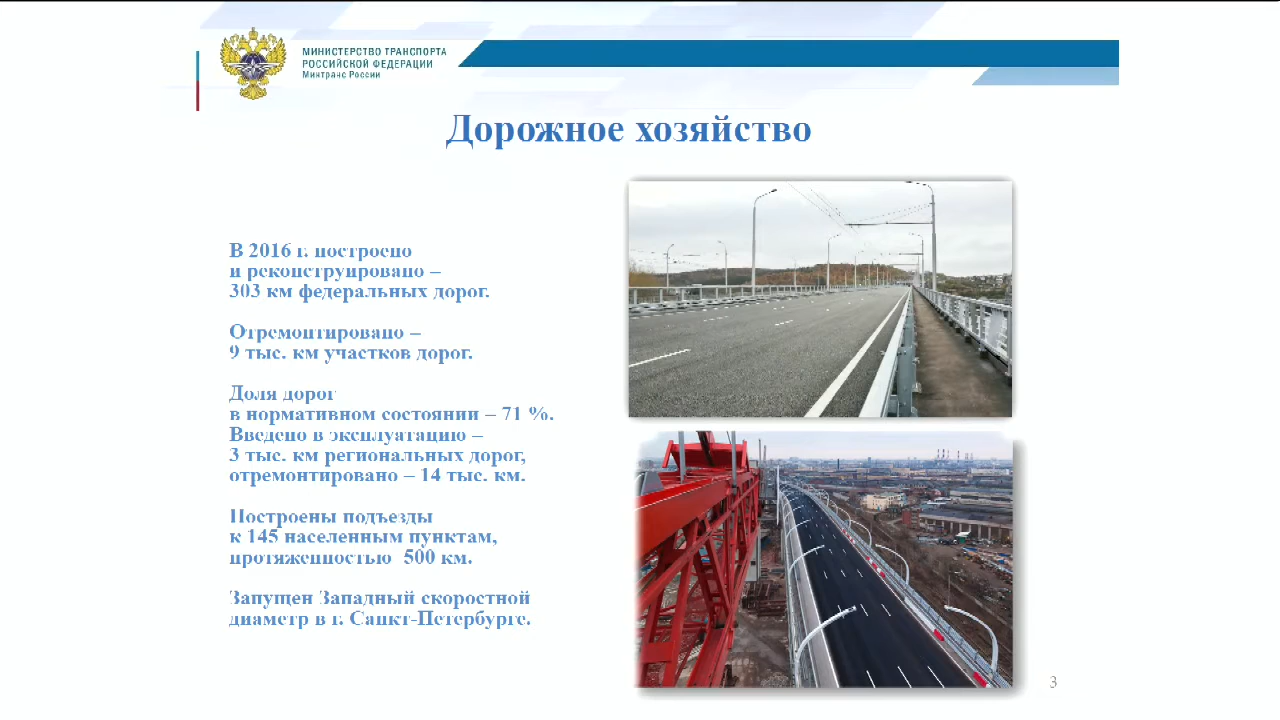 МИНИСТЕРСТВО ТРАНСПОРТА
РОССИЙСКОЙ ФЕДЕРАЦИИ
Минтранс России
Дорожное хозяйство
В 2016 г. построено
и реконструировано –
303 км федеральных дорог.
Отремонтировано –
9 тыс. км участков дорог.
Доля дорог
в нормативном состоянии – 71 %.
Введено в эксплуатацию –
3 тыс. км региональных дорог,
отремонтировано – 14 тыс. км.
Построены подъезды
к 145 населенным пунктам,
протяженностью 500 км.
Запущен Западный скоростной
диаметр в г. Санкт-Петербурге.
3